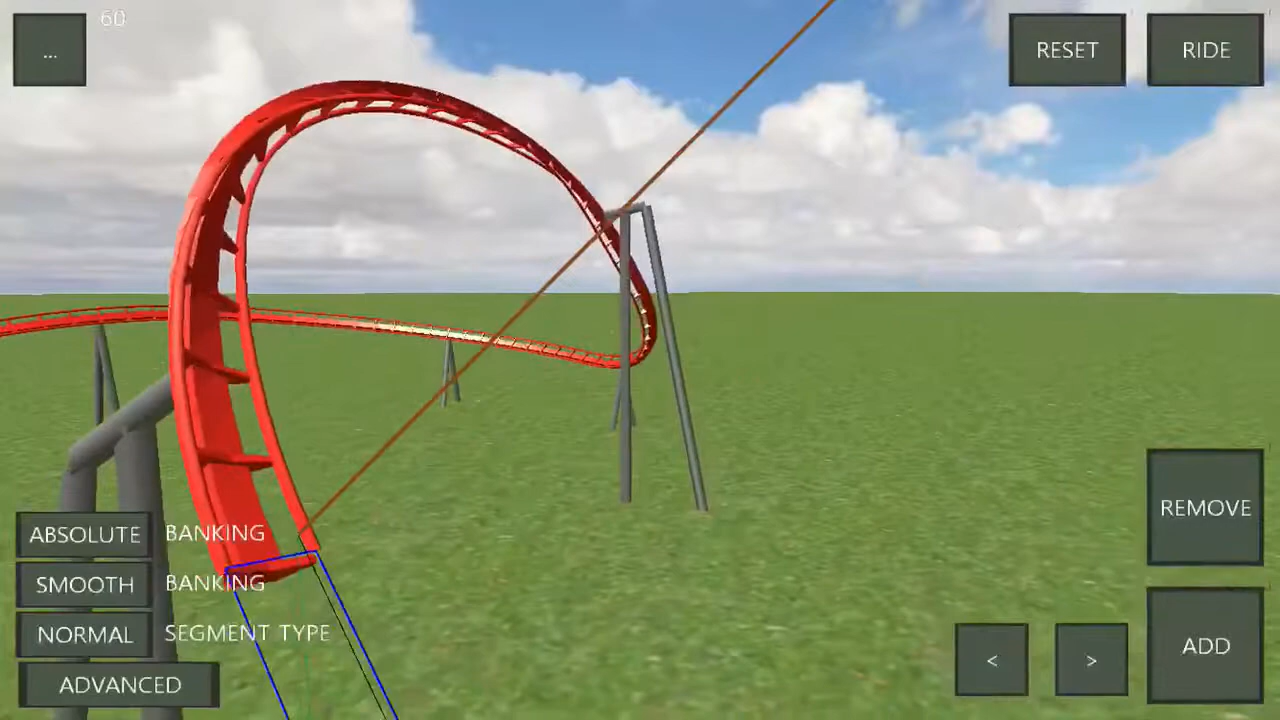 ...
60
RESET
RIDE
ABSOLUTE BANKING
SMOOTH BANKING
NORMAL SEGMENT TYPE
ADVANCED
REMOVE
ADD
<
>